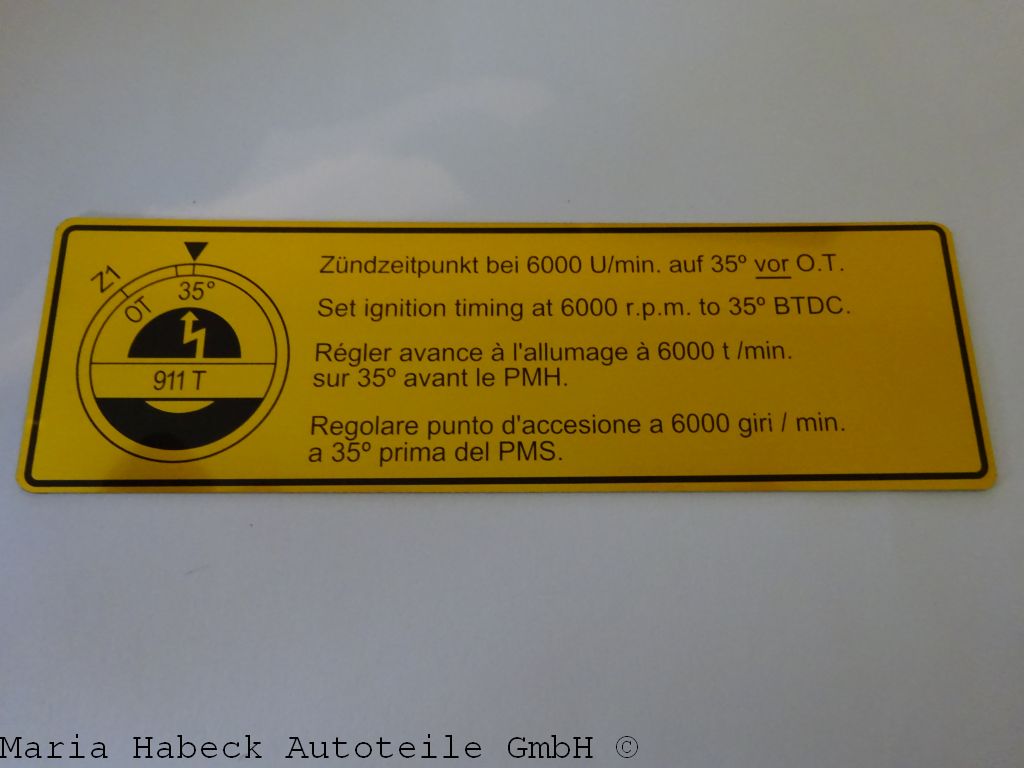 Z1
OT
35°
911 T
Zündzeitpunkt bei 6000 U/min. auf 35º vor O.T.
Set ignition timing at 6000 r.p.m. to 35º BTDC.
Régler avance à l'allumage à 6000 t /min.
sur 35º avant le PMH.
Regolare punto d'accesione a 6000 giri / min.
a 35º prima del PMS.
Maria Habeck Autoteile GmbH ©